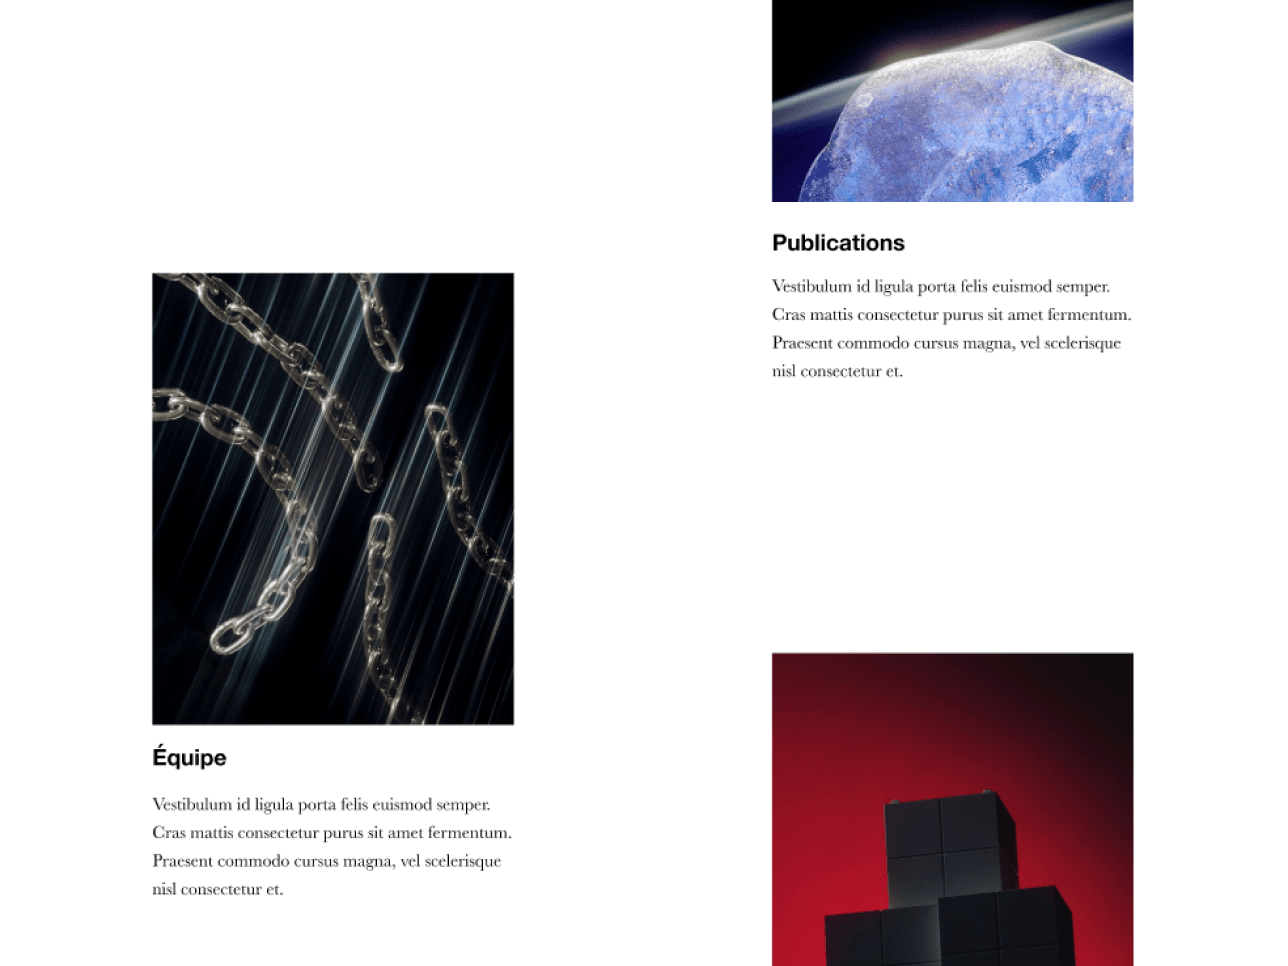 Publications
Vestibulum id ligula porta felis euismod semper.
Cras mattis consectetur purus sit amet fermentum.
Praesent commodo cursus magna, vel scelerisque
nisl consectetur et.
Équipe
Vestibulum id ligula porta felis euismod semper.
Cras mattis consectetur purus sit amet fermentum.
Praesent commodo cursus magna, vel scelerisque
nisl consectetur et.